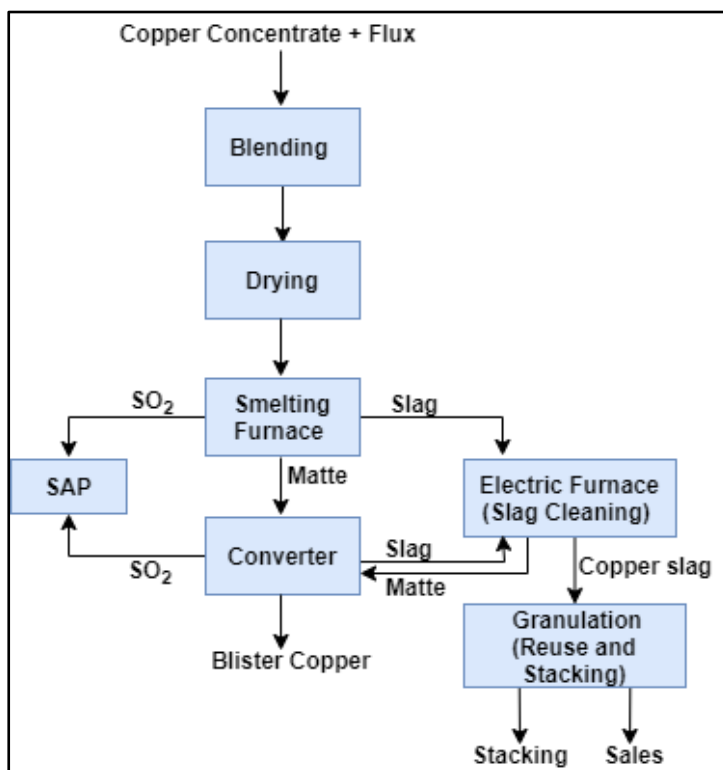 Copper Concentrate + Flux
Blending
Drying
SO₂
Smelting
Furnace
Slag
SAP
Matte
Electric Furnace
(Slag Cleaning)
SO₂
Converter
Slag
Matte
Copper slag
Blister Copper
Granulation
(Reuse and
Stacking)
Stacking
Sales